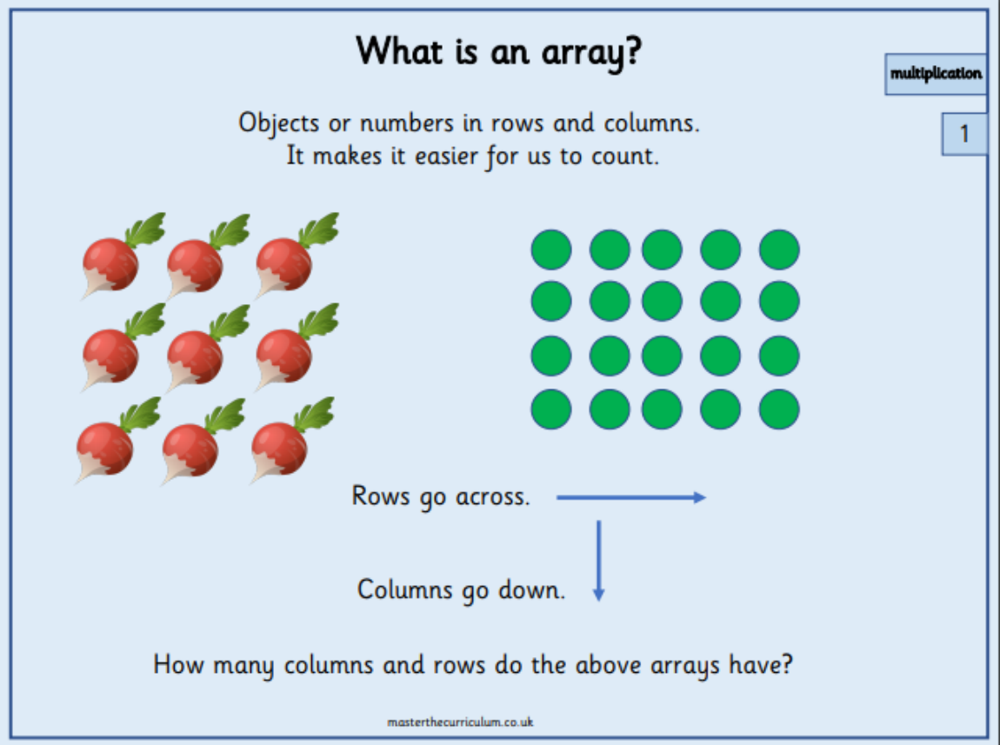 What is an array?
multiplication
Objects or numbers in rows and columns.
It makes it easier for us to count.
1
Rows go across.
Columns go down.
How many columns and rows do the above arrays have?
masterthecurriculum.co.uk